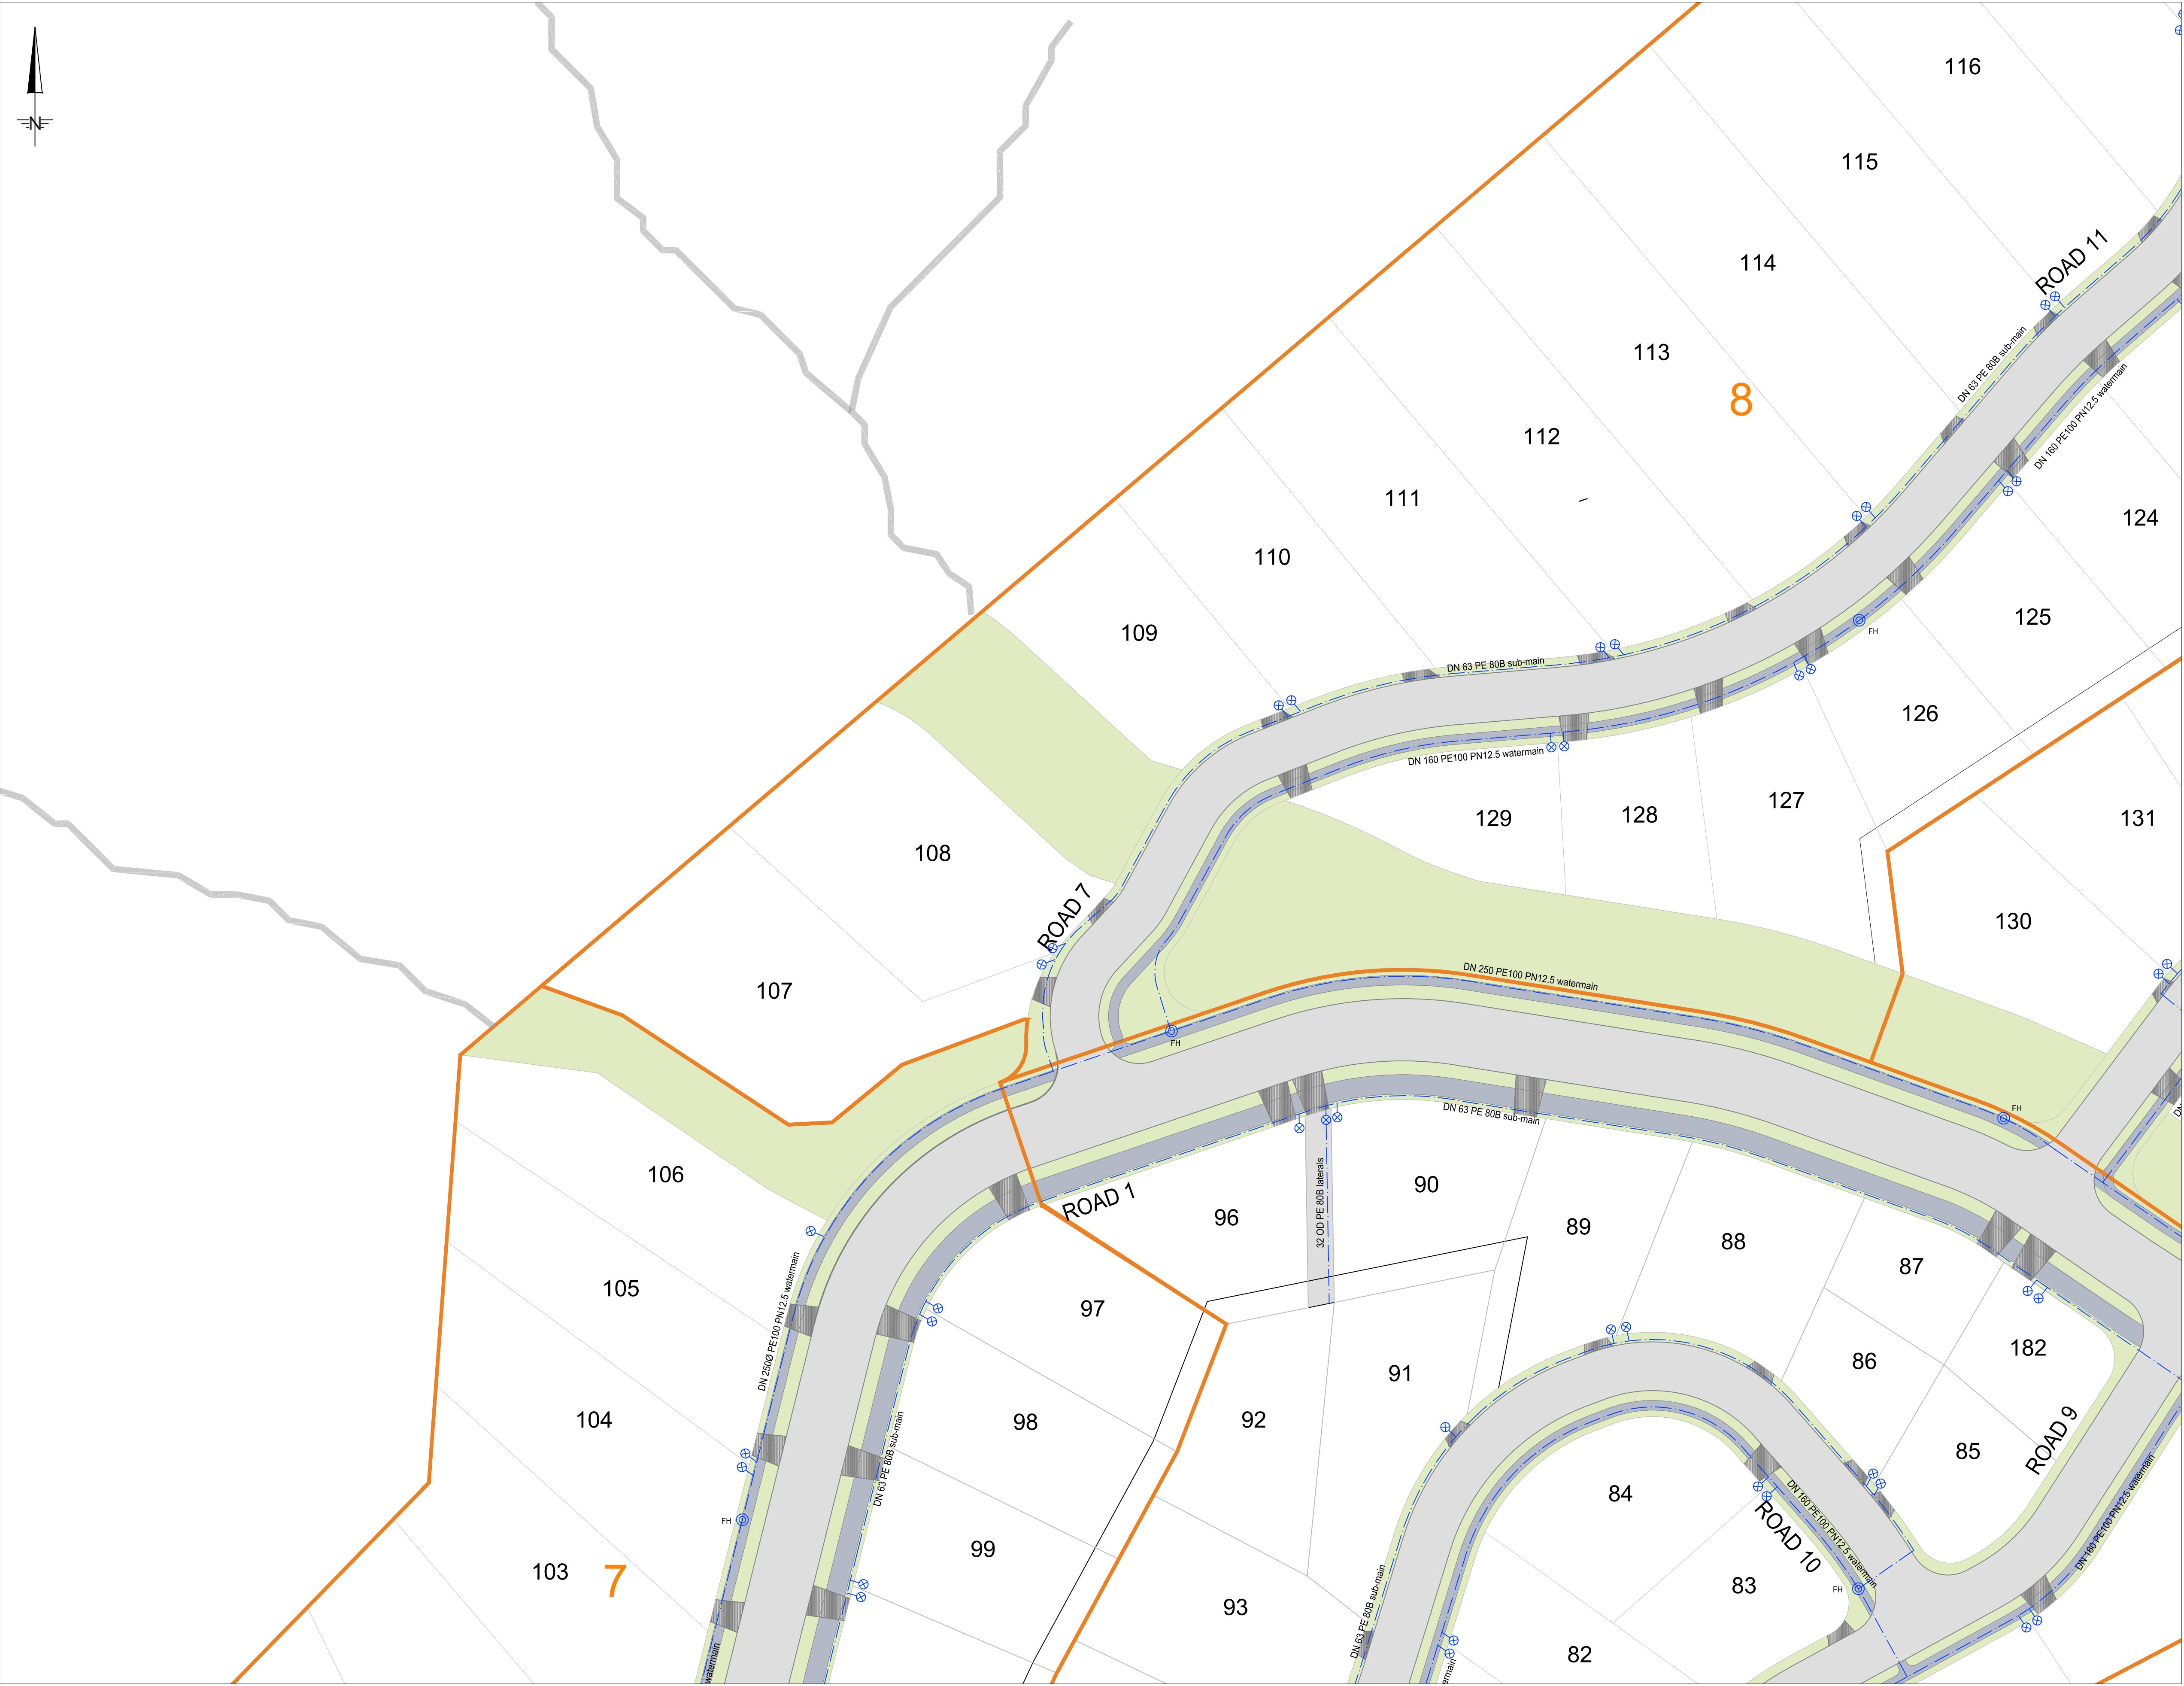 N
116
115
ROAD 11
114
DN 63 PE 80B sub-main
113
8
DN 160 PE100 PN12.5 watermain
112
111
124
110
125
FH
109
DN 63 PE 80B sub-main
126
DN 160 PE100 PN12.5 watermain
127
128
129
131
108
ROAD 7
130
DN 250 PE100 PN12.5 watermain
107
FH
FH
DN 63 PE 80B sub-main
DN
106
ROAD 1
96
32 OD PE 80B laterals
90
89
88
87
105
DN 250Ø PE100 PN12.5 watermain
97
182
86
91
104
98
92
ROAD 9
85
DN 63 PE 80B sub-main
84
DN 160 PE100 PN12.5 watermain
ROAD 10
DN 160 PE100 PN12.5 watermain
FH
99
103
7
83
FH
93
DN 63 PE 80B sub-main
82
watermain
ermain